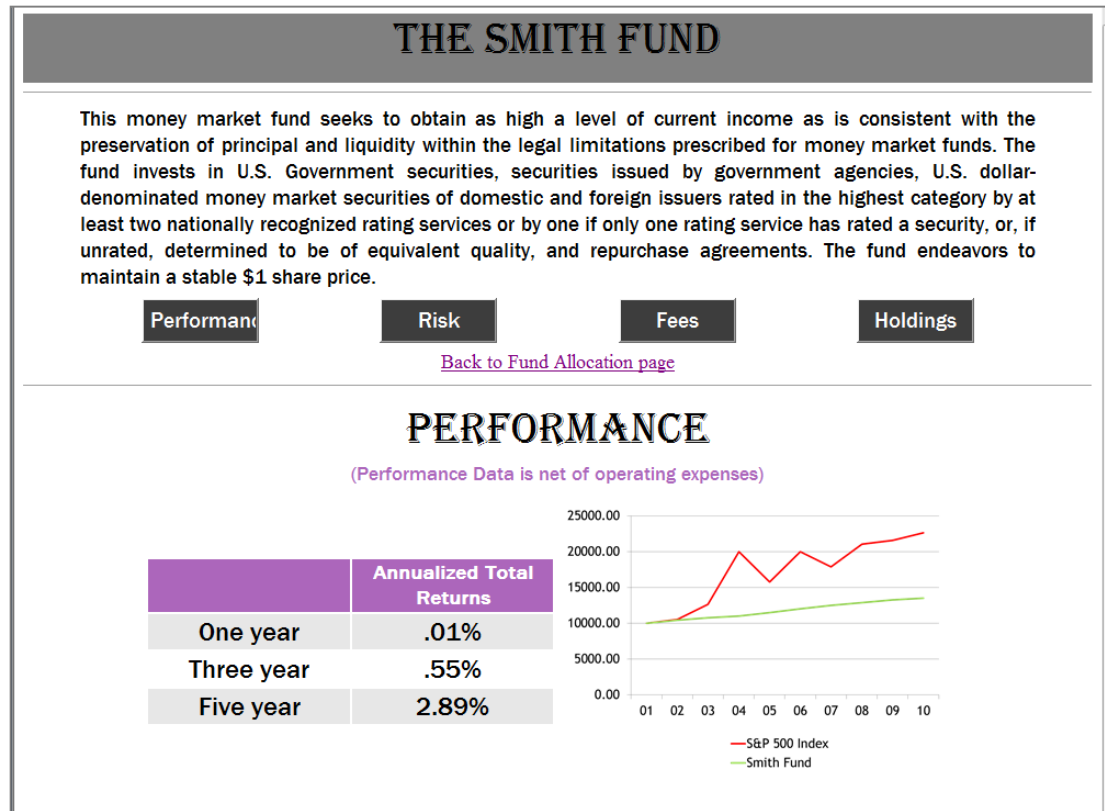 THE SMITH FUND
This money market fund seeks to obtain as high a level of current income as is consistent with the
preservation of principal and liquidity within the legal limitations prescribed for money market funds. The
fund invests in U.S. Government securities, securities issued by government agencies, U.S. dollar-
denominated money market securities of domestic and foreign issuers rated in the highest category by at
least two nationally recognized rating services or by one if only one rating service has rated a security, or, if
unrated, determined to be of equivalent quality, and repurchase agreements. The fund endeavors to
maintain a stable $1 share price.
Performanc Risk Fees Holdings
Back to Fund Allocation page
PERFORMANCE
(Performance Data is net of operating expenses)
Annualized Total
Returns
One year .01%
Three year .55%
Five year 2.89%
25000.00
20000.00
15000.00
10000.00
5000.00
0.00
01 02 03 04 05 06 07 08 09 10
S&P 500 Index
Smith Fund